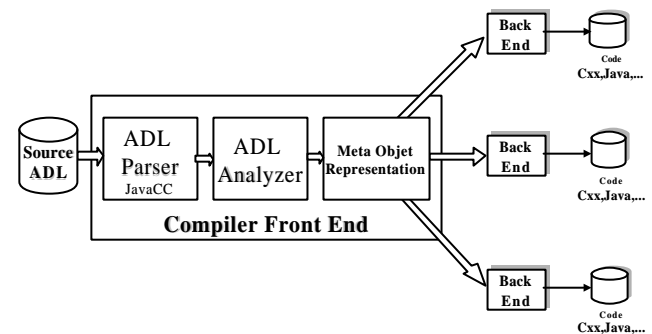 Source
ADL
ADL
Parser
JavaCC
ADL
Analyzer
Meta Objet
Representation
Compiler Front End
Back
End
Code
Cxx,Java,...
Back
End
Code
Cxx,Java,...
Back
End
Code
Cxx,Java,...